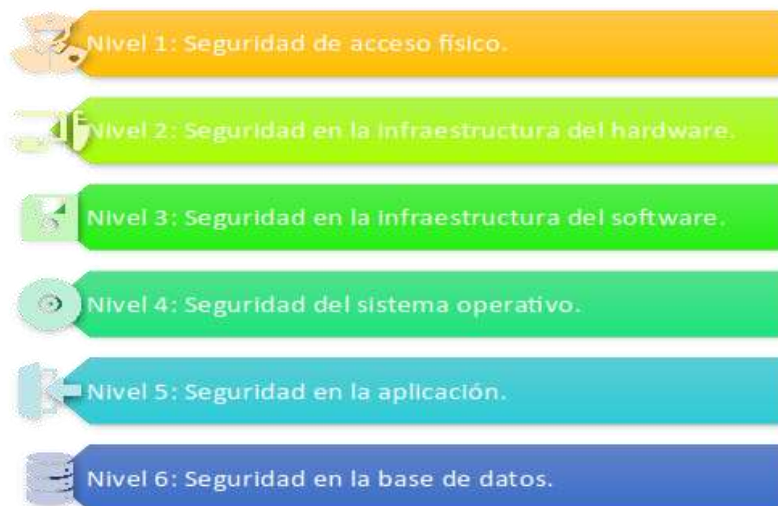 Nivel 1: Seguridad de acceso físico.
Nivel 2: Seguridad en la infraestructura del hardware.
Nivel 3: Seguridad en la infraestructura del software.
Nivel 4: Seguridad del sistema operativo.
Nivel 5: Seguridad en la aplicación.
Nivel 6: Seguridad en la base de datos.